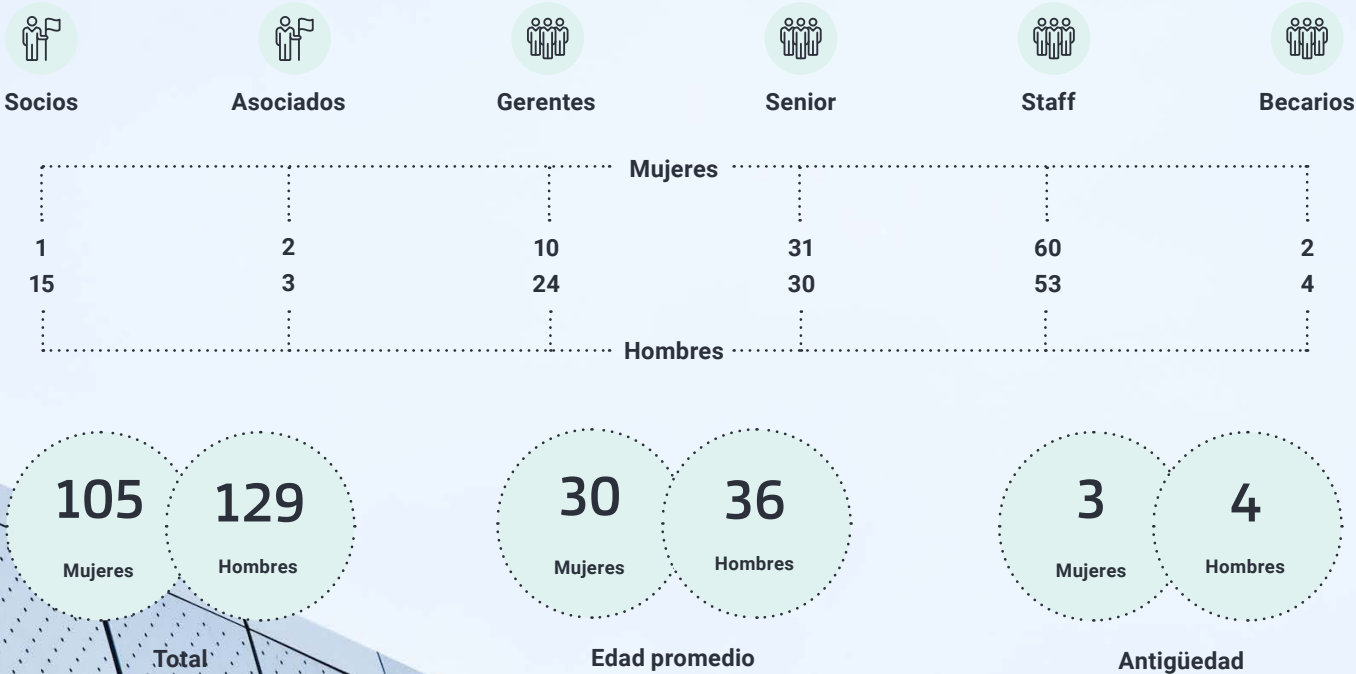 Socios Asociados Gerentes Senior Staff Becarios
Mujeres
1 2 10 31 60 2
15 3 24 30 53 4
Hombres
105 129 30 36 3 4
Mujeres Hombres Mujeres Hombres Mujeres Hombres
Total Edad promedio Antigüedad